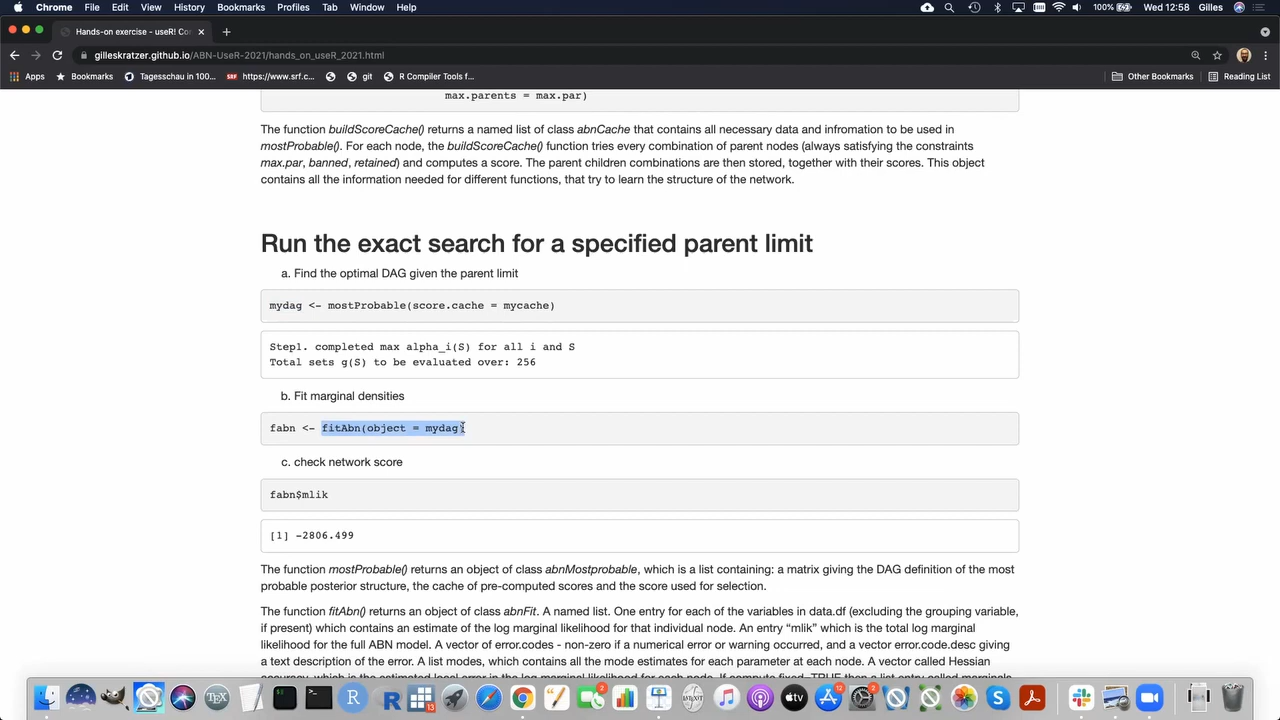 Chrome File Edit View History Bookmarks Profiles Tab Window Help 100% Wed 12:58 Gilles
Hands-on exercise - useR! Co
gilleskratzer.github.io/ABN-UseR-2021/hands_on_useR_2021.html
Apps Bookmarks Tagesschau in 100... SRF https://www.srf.c... git R Compiler Tools f... Other Bookmarks Reading List
max.parents = max.par)
The function buildScoreCache() returns a named list of class abnCache that contains all necessary data and infromation to be used in
mostProbable(). For each node, the buildScoreCache() function tries every combination of parent nodes (always satisfying the constraints
max.par, banned, retained) and computes a score. The parent children combinations are then stored, together with their scores. This object
contains all the information needed for different functions, that try to learn the structure of the network.
Run the exact search for a specified parent limit
a. Find the optimal DAG given the parent limit
mydag <- mostProbable(score.cache = mycache)
Step1. completed max alpha_i(S) for all i and S
Total sets g(S) to be evaluated over: 256
b. Fit marginal densities
fabn <- fitAbn(object = mydag)
c. check network score
fabn$mlik
[1] -2806.499
The function mostProbable() returns an object of class abnMostprobable, which is a list containing: a matrix giving the DAG definition of the most
probable posterior structure, the cache of pre-computed scores and the score used for selection.
The function fitAbn() returns an object of class abnFit. A named list. One entry for each of the variables in data.df (excluding the grouping variable,
if present) which contains an estimate of the log marginal likelihood for that individual node. An entry “mlik” which is the total log marginal
likelihood for the full ABN model. A vector of error.codes - non-zero if a numerical error or warning occurred, and a vector error.code.desc giving
a text description of the error. A list modes, which contains all the mode estimates for each parameter at each node. A vector called Hessian